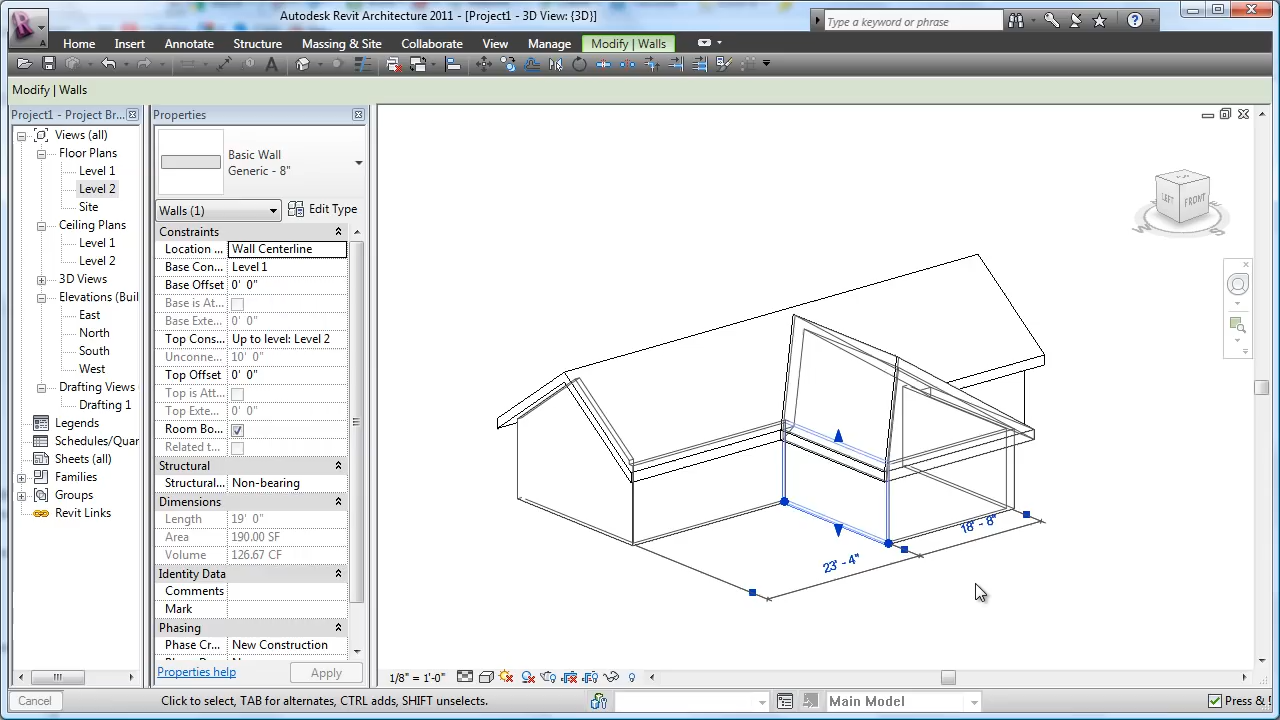 Autodesk Revit Architecture 2011 - [Project1 - 3D View {3D}]
Type a keyword or phrase
Home
Insert
Annotate
Structure
Massing & Site
Collaborate
View
Manage
Modify | Walls
Modify | Walls
Project1 - Project Br...
Views (all)
Floor Plans
Level 1
Level 2
Site
Ceiling Plans
Level 1
Level 2
3D Views
Elevations (Buil
East
North
South
West
Drafting Views
Drafting 1
Legends
Schedules/Quar
Sheets (all)
Families
Groups
Revit Links
Properties
Basic Wall
Generic - 8"
Walls (1)
Edit Type
Constraints
Location ... Wall Centerline
Base Con... Level 1
Base Offset 0' 0"
Base is At...
Base Exte... 0' 0"
Top Cons... Up to level: Level 2
Unconne... 10' 0"
Top Offset 0' 0"
Top is Att...
Top Exte... 0' 0"
Room Bo...
Related t...
Structural
Structural... Non-bearing
Dimensions
Length 19' 0"
Area 190.00 SF
Volume 126.67 CF
Identity Data
Comments
Mark
Phasing
Phase Cr... New Construction
Properties help
Apply
LEFT
FRONT
W
23' - 4"
18' - 8"
1/8" = 1'-0"
Cancel
Click to select, TAB for alternates, CTRL adds, SHIFT unselects.
Main Model
Press &